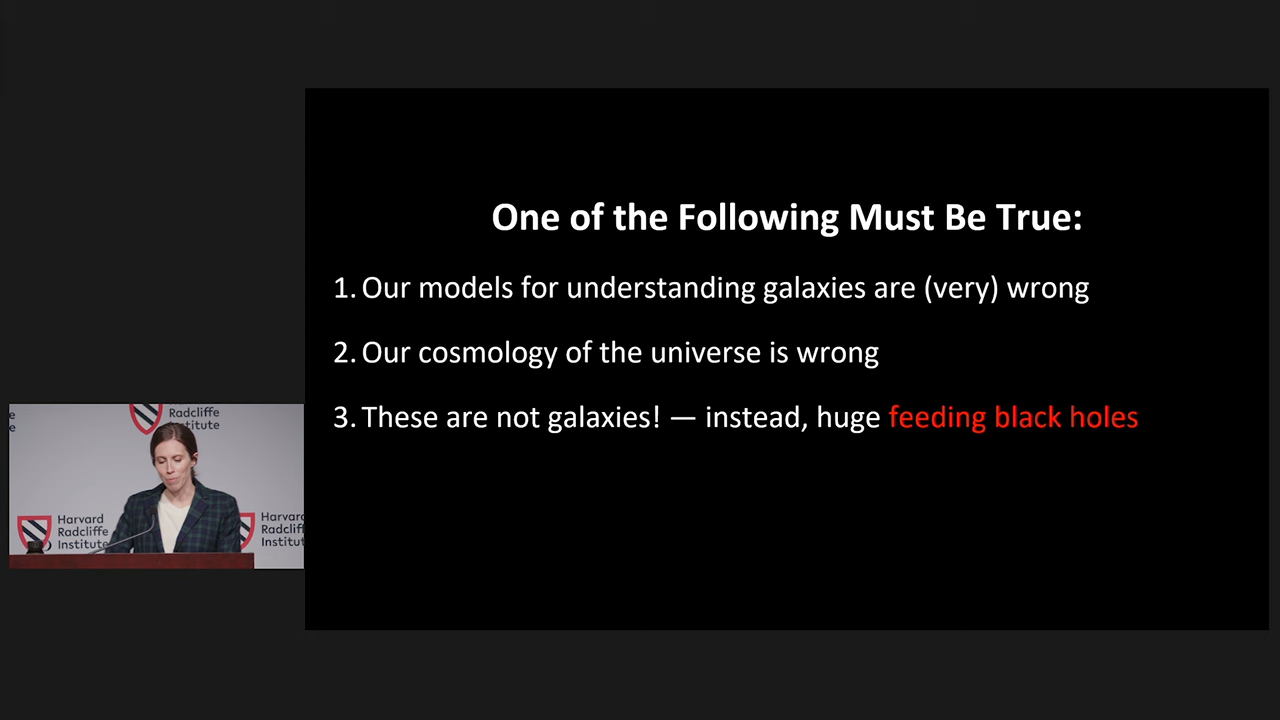 One of the Following Must Be True:
1. Our models for understanding galaxies are (very) wrong
2. Our cosmology of the universe is wrong
3. These are not galaxies! — instead, huge feeding black holes
e
e
Radcliffe
Institute
Harvard
Radcliffe
Institute
Harvard
Radcliffe
Institut